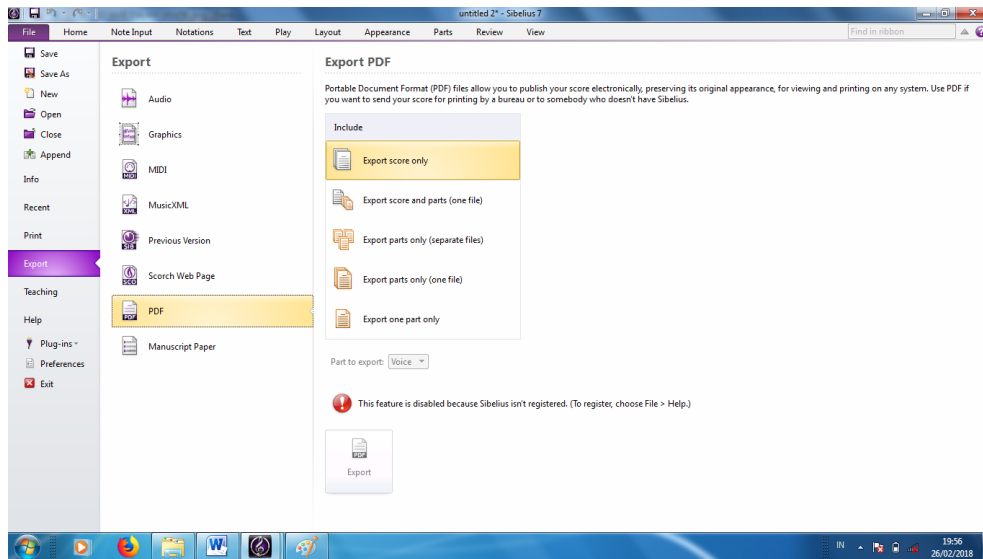 untitled 2* - Sibelius 7
File Home Note Input Notations Text Play Layout Appearance Parts Review View Find in ribbon
Save
Save As
New
Open
Close
Append
Info
Recent
Print
Export
Teaching
Help
Plug-ins
Preferences
Exit
Export
Audio
Graphics
MIDI
MusicXML
Previous Version
Scorch Web Page
PDF
Manuscript Paper
Export PDF
Portable Document Format (PDF) files allow you to publish your score electronically, preserving its original appearance, for viewing and printing on any system. Use PDF if
you want to send your score for printing by a bureau or to somebody who doesn't have Sibelius.
Include
Export score only
Export score and parts (one file)
Export parts only (separate files)
Export parts only (one file)
Export one part only
Part to export: Voice
This feature is disabled because Sibelius isn't registered. (To register, choose File > Help.)
PDF
Export
IN
19:56
26/02/2018